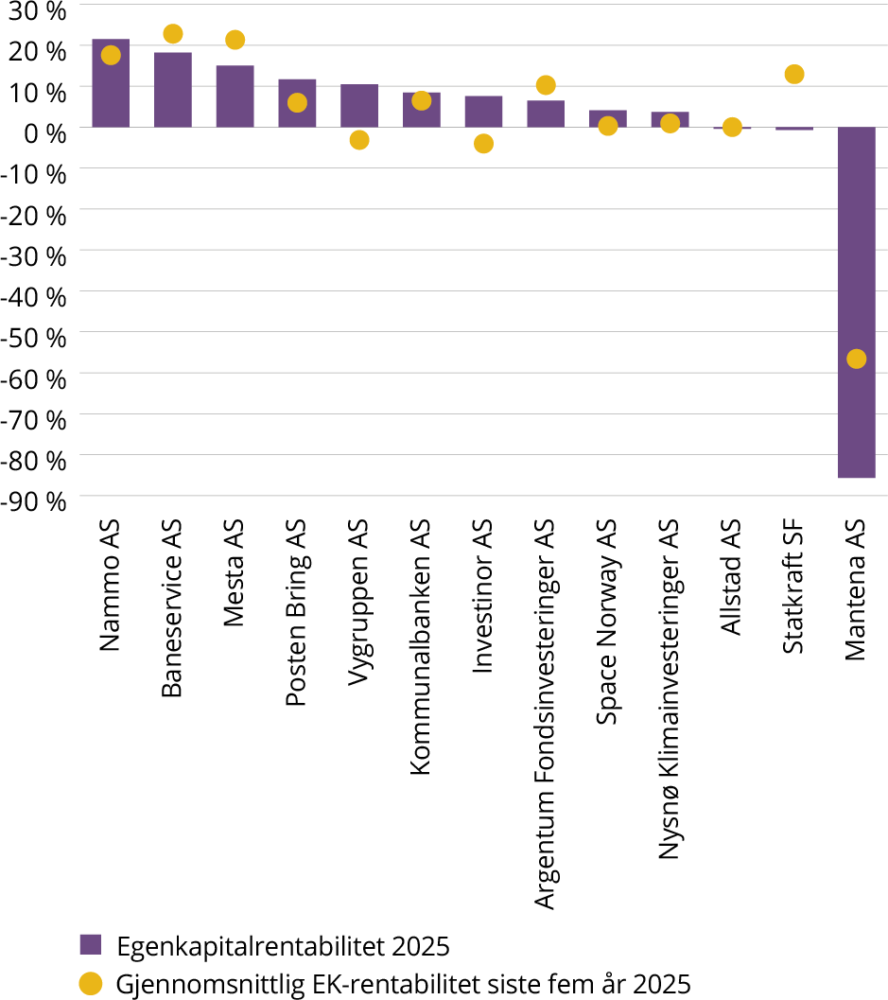 30 %
20 %
10 %
0 %
-10 %
-20 %
-30 %
-40 %
-50 %
-60 %
-70 %
-80 %
-90 %
Nammo AS
Baneservice AS
Mesta AS
Posten Bring AS
Vygruppen AS
Kommunalbanken AS
Investinor AS
Argentum Fondsinvesteringer AS
Space Norway AS
Nysnø Klimainvesteringer AS
Allstad AS
Statkraft SF
Mantena AS
Egenkapitalrentabilitet 2025
Gjennomsnittlig EK-rentabilitet siste fem år 2025